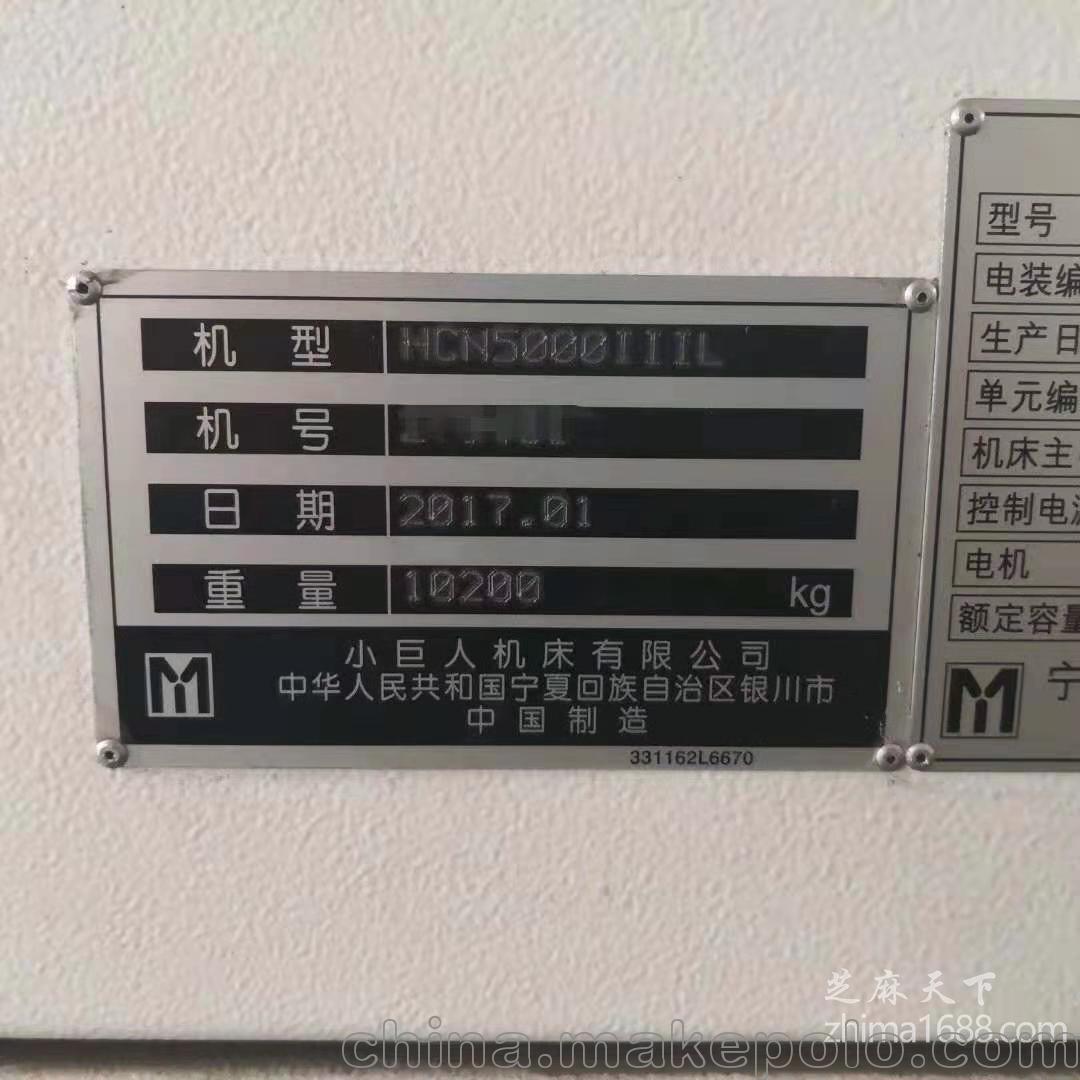 机 型 HCN5000IIIL
机 号
日 期 2017.01
重 量 10200 kg
小巨人机床有限公司
中华人民共和国宁夏回族自治区银川市
中国制造
331162L6670
型号
电装编
生产日
单元编
机床主
控制电源
电机
额定容量
宁
芝麻天下
zhima1688.com
china.makepolo.com